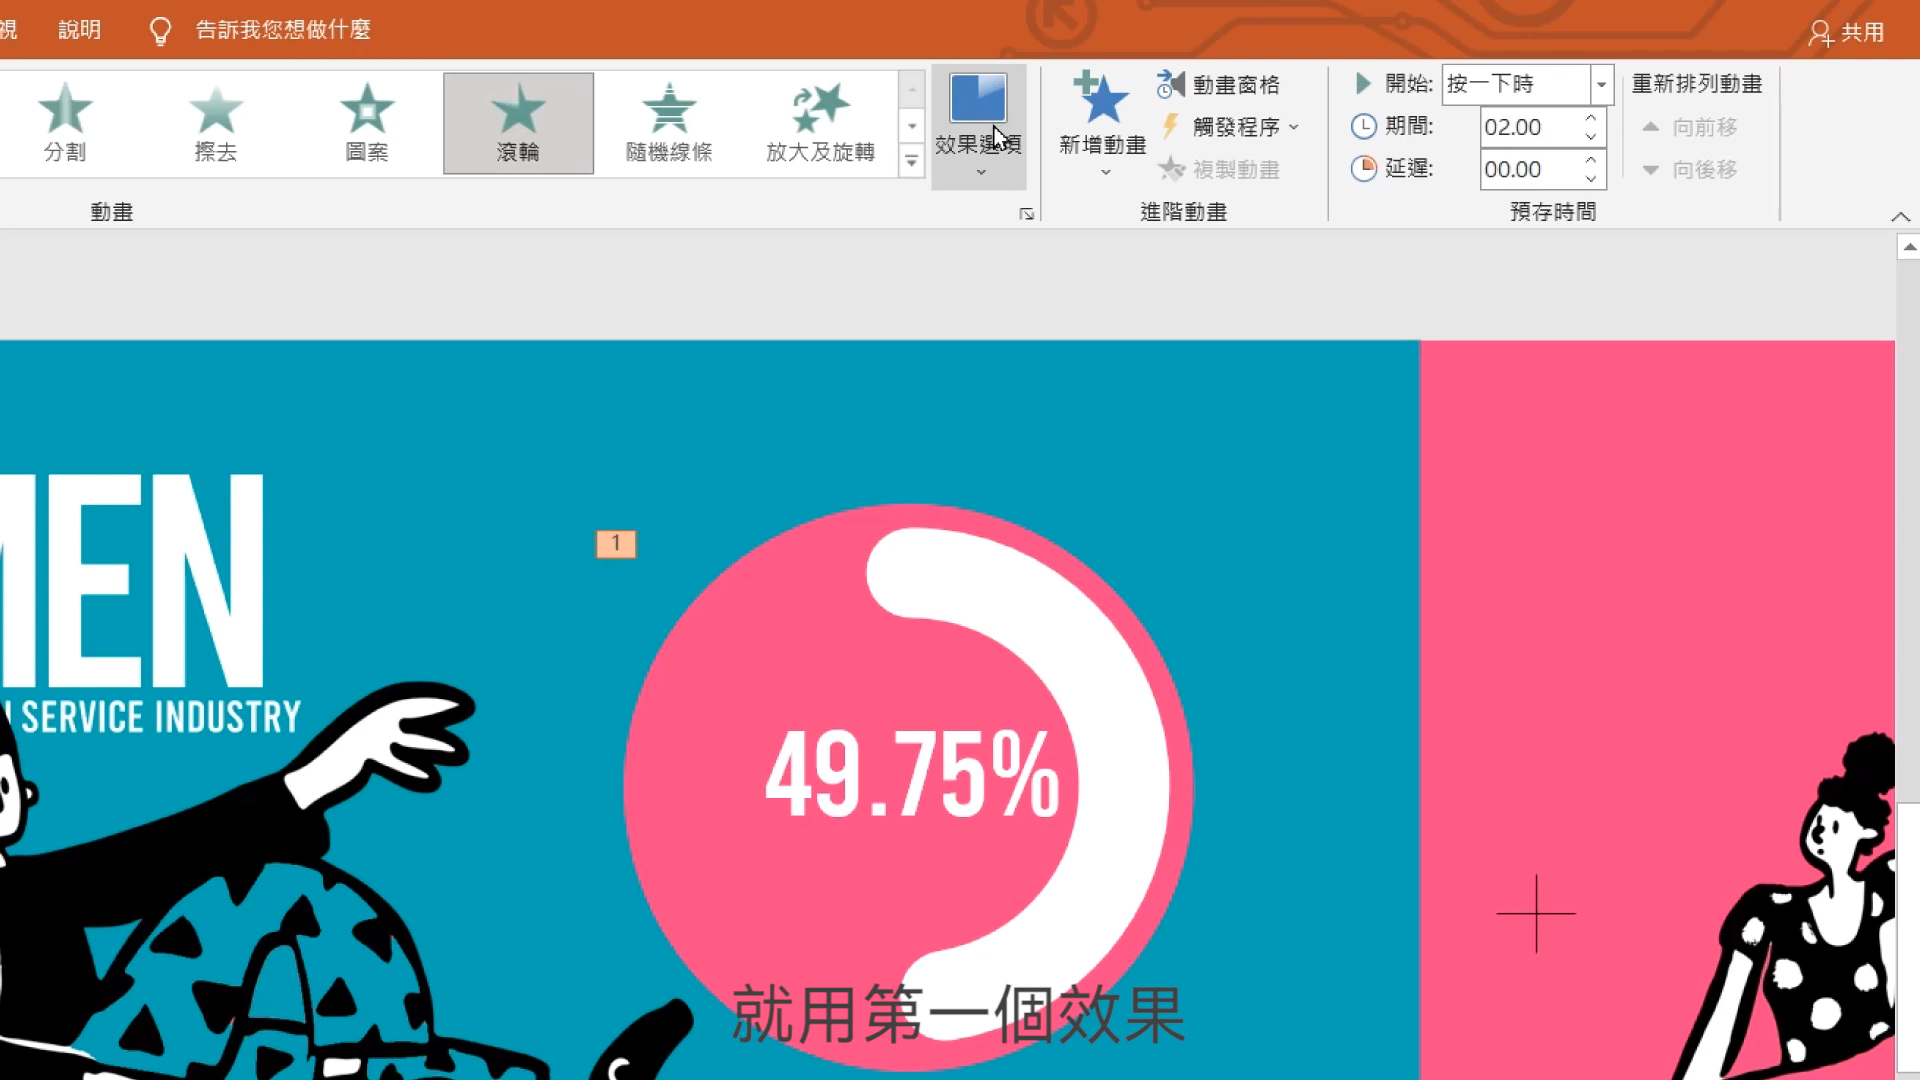 視 說明 告訴我您想做什麼 共用
分割 擦去 圖案 滾輪 隨機線條 放大及旋轉 效果選項 新增動畫
動畫窗格
觸發程序
複製動畫
開始: 按一下時
期間: 02.00
延遲: 00.00
重新排列動畫
向前移
向後移
動畫 進階動畫 預存時間
MEN
SERVICE INDUSTRY
1
49.75%
就用第一個效果